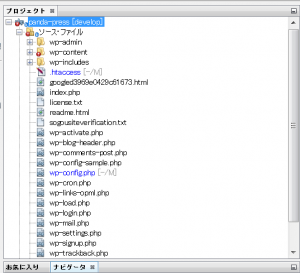 プロジェクト
panda-press [develop]
ソース・ファイル
wp-admin
wp-content
wp-includes
.htaccess [-/M]
googled3969e0429c61673.html
index.php
license.txt
readme.html
sogousiteverification.txt
wp-activate.php
wp-blog-header.php
wp-comments-post.php
wp-config-sample.php
wp-config.php [-/M]
wp-cron.php
wp-links-opml.php
wp-load.php
wp-login.php
wp-mail.php
wp-settings.php
wp-signup.php
wp-trackback.php
お気に入り ナビゲータ